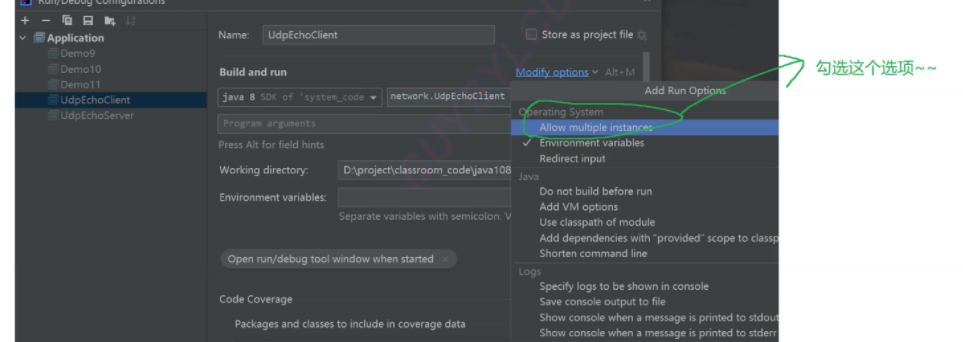 Run/Debug Configurations
Application
Demo9
Demo10
Demo11
UdpEchoClient
UdpEchoServer
Name: UdpEchoClient
Store as project file
Build and run
Modify options Alt+M
java 8 SDK of 'system_code
network.UdpEchoClient
Program arguments
Press Alt for field hints
Working directory: D:\project\classroom_code\java108
Environment variables:
Separate variables with semicolon: V
Open run/debug tool window when started ×
Code Coverage
Packages and classes to include in coverage data
Add Run Options
Operating System
Allow multiple instances
Environment variables
Redirect input
Java
Do not build before run
Add VM options
Use classpath of module
Add dependencies with "provided" scope to classp
Shorten command line
Logs
Specify logs to be shown in console
Save console output to file
Show console when a message is printed to stdout
Show console when a message is printed to stderr
勾选这个选项~~